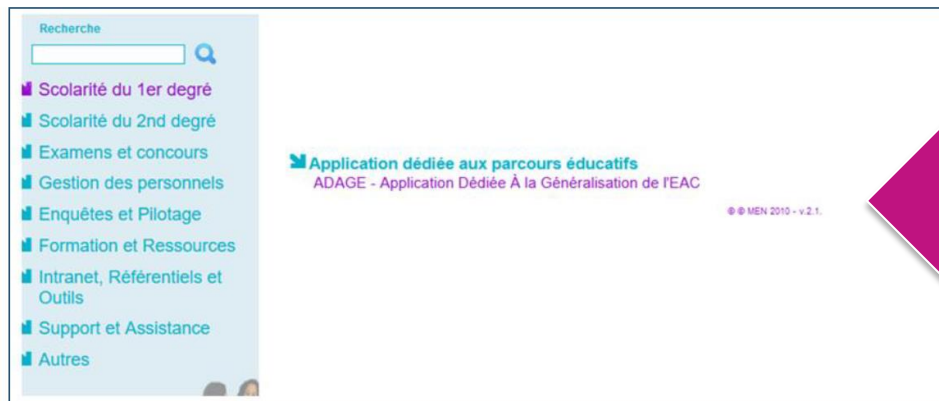 Recherche
Scolarité du 1er degré
Scolarité du 2nd degré
Examens et concours
Gestion des personnels
Enquêtes et Pilotage
Formation et Ressources
Intranet, Référentiels et
Outils
Support et Assistance
Autres
Application dédiée aux parcours éducatifs
ADAGE - Application Dédiée À la Généralisation de l'EAC
© © MEN 2010 - v.2.1.